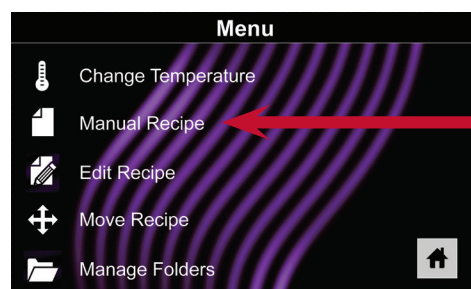 Menu
Change Temperature
Manual Recipe
Edit Recipe
Move Recipe
Manage Folders